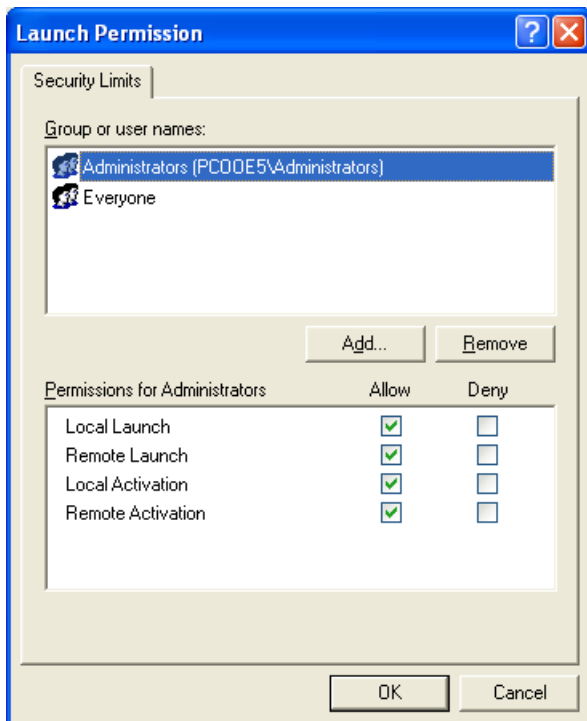 Launch Permission
Security Limits
Group or user names:
Administrators (PC00E5\Administrators)
Everyone
Add...
Remove
Permissions for Administrators Allow Deny
Local Launch
Remote Launch
Local Activation
Remote Activation
OK
Cancel